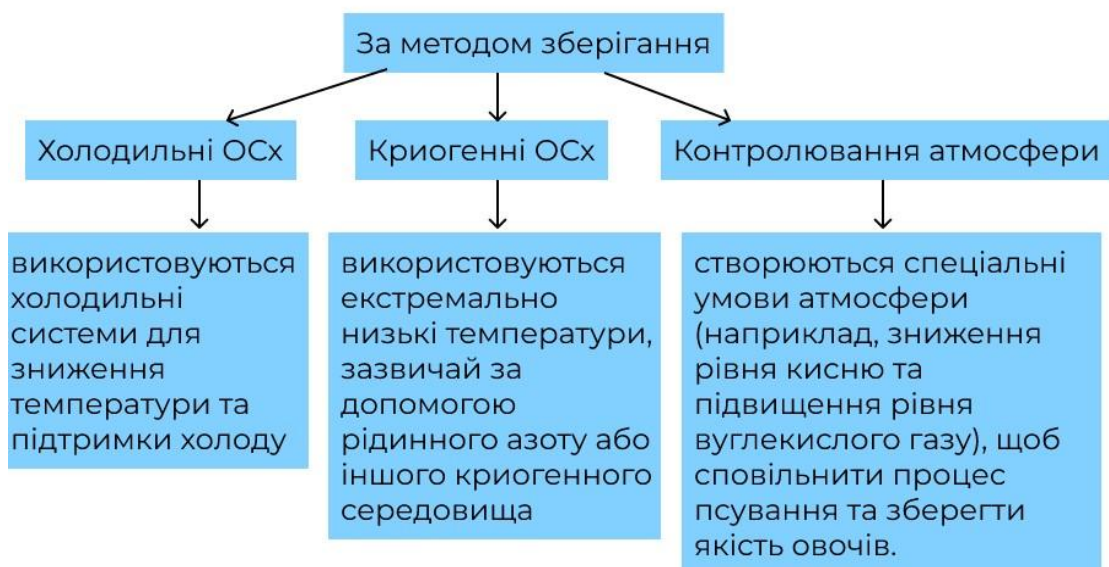 За методом зберігання
Холодильні ОСх
Криогенні ОСх
Контролювання атмосфери
використовуються
холодильні
системи для
зниження
температури та
підтримки холоду
використовуються
екстремально
низькі температури,
зазвичай за
допомогою
рідинного азоту або
іншого криогенного
середовища
створюються спеціальні
умови атмосфери
(наприклад, зниження
рівня кисню та
підвищення рівня
вуглекислого газу), щоб
сповільнити процес
псування та зберегти
якість овочів.